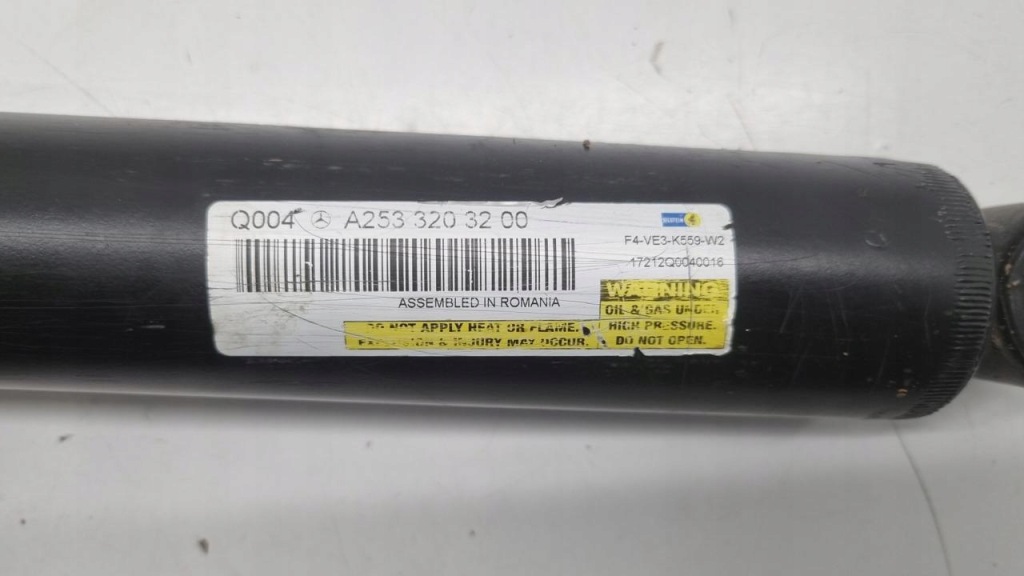 Q004 A253 320 32 00
BILSTEIN
F4-VE3-K559-W2
17212Q0040016
ASSEMBLED IN ROMANIA
WARNING
OIL & GAS UNDER
HIGH PRESSURE.
DO NOT OPEN.
DO NOT APPLY HEAT OR FLAME.
EXPLOSION & INJURY MAY OCCUR.